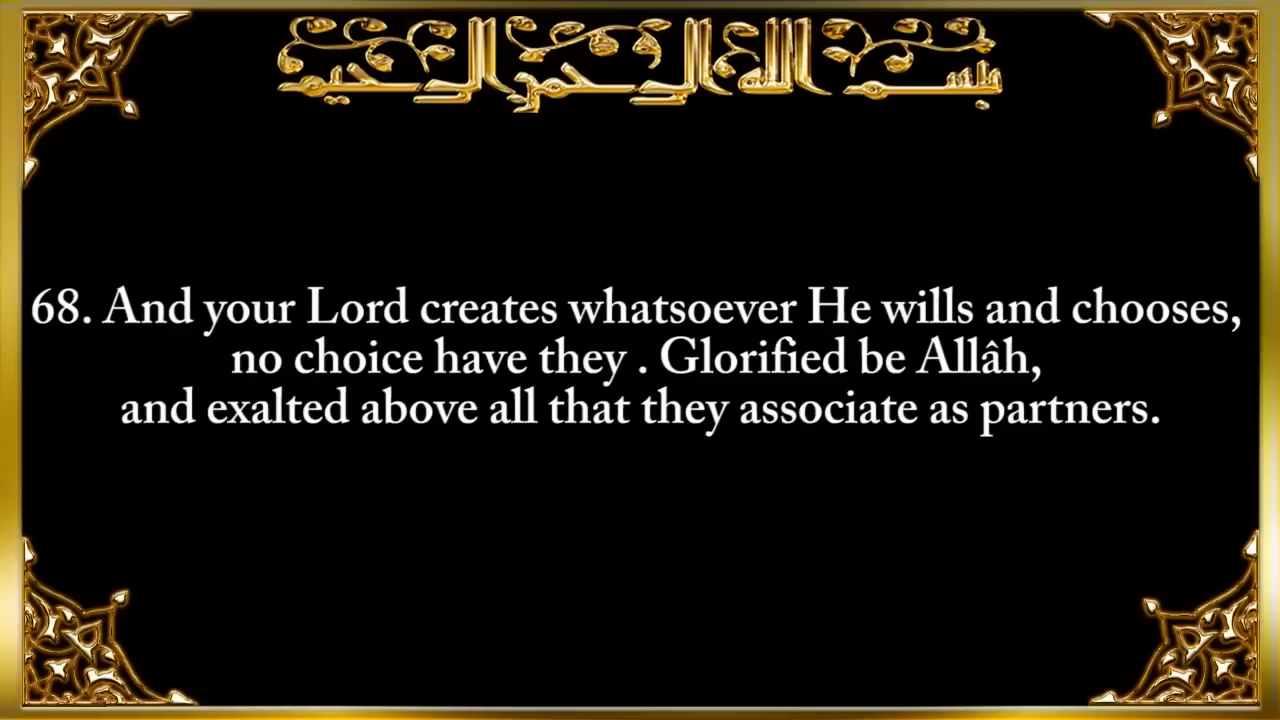 بسم الله الرحمن الرحيم
68. And your Lord creates whatsoever He wills and chooses,
no choice have they . Glorified be Allâh,
and exalted above all that they associate as partners.